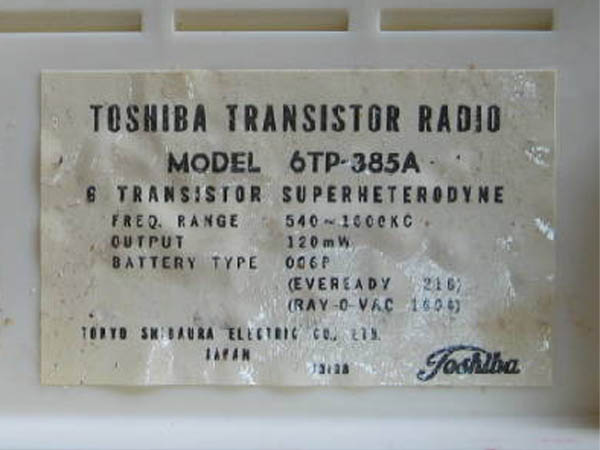 TOSHIBA TRANSISTOR RADIO
MODEL 6TP-385A
6 TRANSISTOR SUPERHETERODYNE
FREQ. RANGE 540~1600KC
OUTPUT 120mW
BATTERY TYPE 006P
(EVEREADY 216)
(RAY-O-VAC 1604)
TOKYO SHIBAURA ELECTRIC CO., LTD.
JAPAN
Toshiba